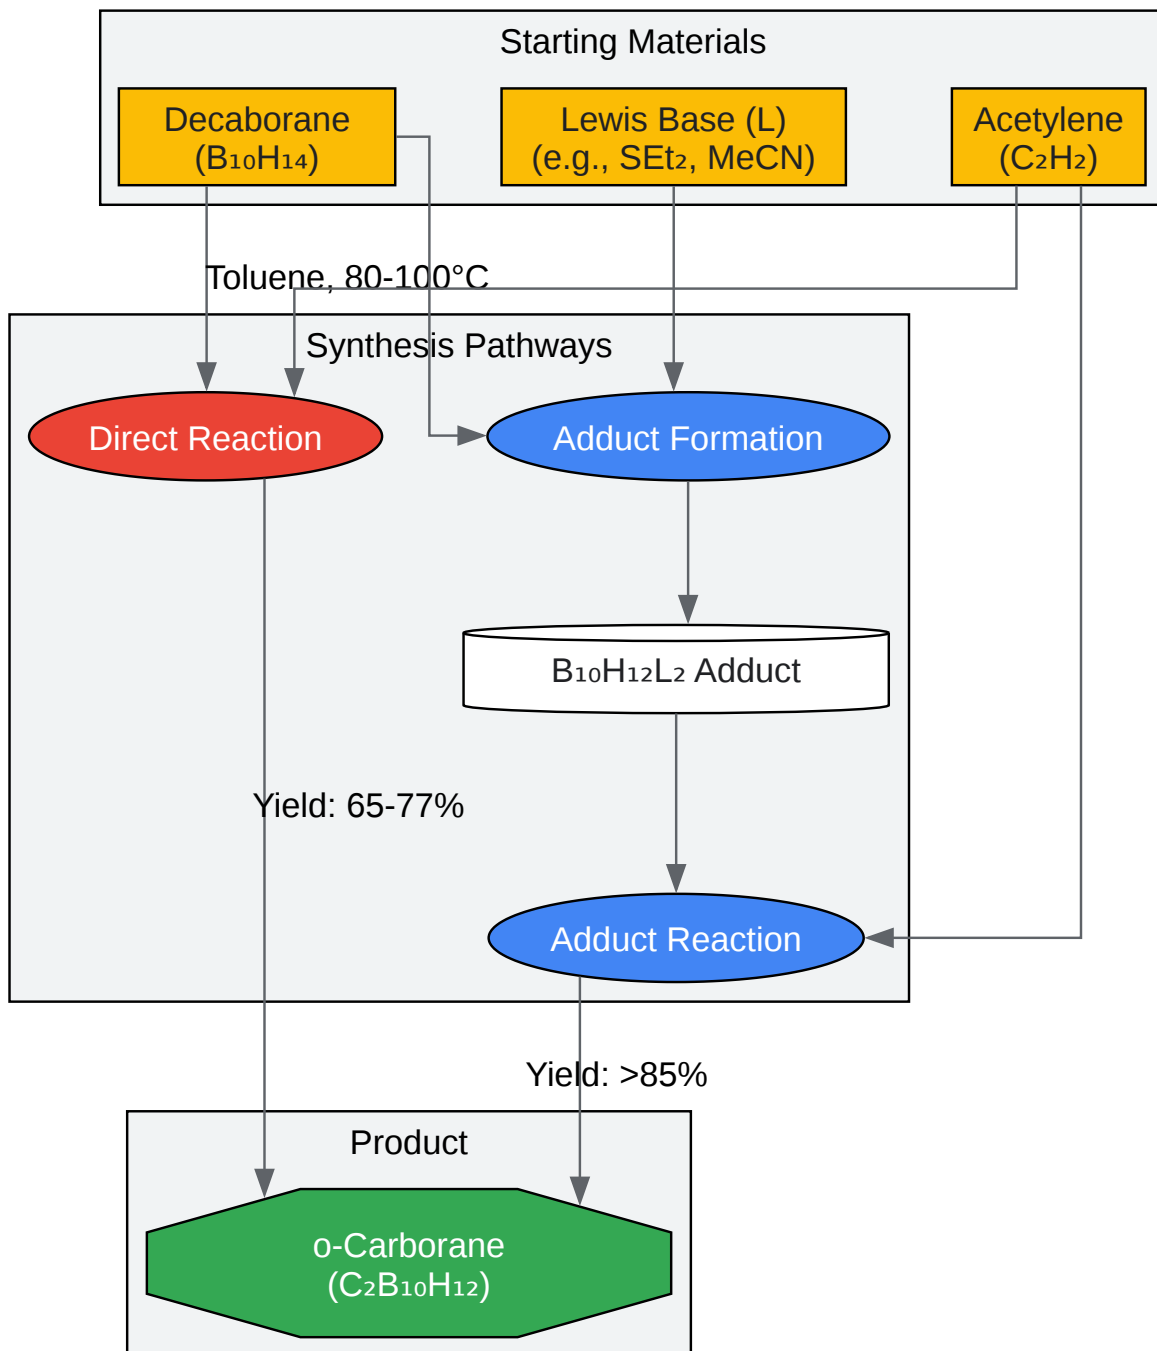 Starting Materials
Decaborane
(B₁₀H₁₄)
Lewis Base (L)
(e.g., SEt₂, MeCN)
Acetylene
(C₂H₂)
Toluene, 80-100°C
Synthesis Pathways
Direct Reaction
Adduct Formation
B₁₀H₁₂L₂ Adduct
Yield: 65-77%
Adduct Reaction
Yield: >85%
Product
o-Carborane
(C₂B₁₀H₁₂)